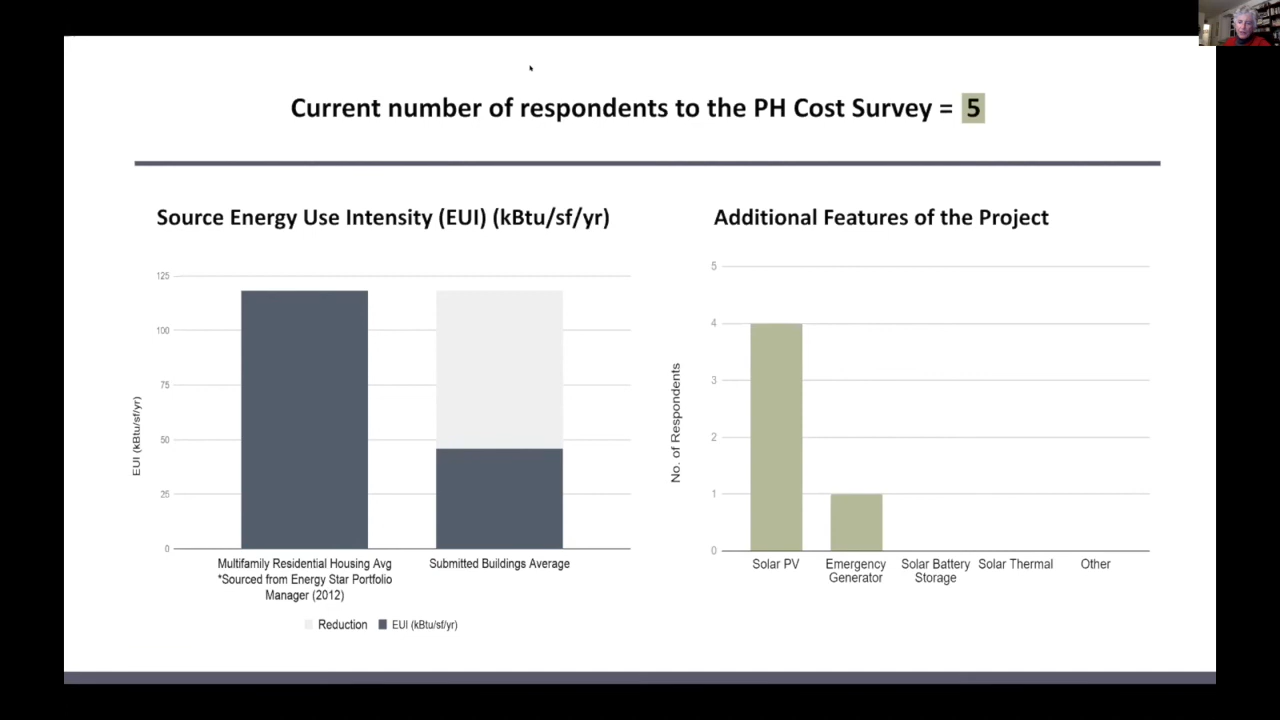 Current number of respondents to the PH Cost Survey = 5
Source Energy Use Intensity (EUI) (kBtu/sf/yr)
125
100
75
50
25
0
EUI (kBtu/sf/yr)
Multifamily Residential Housing Avg
*Sourced from Energy Star Portfolio
Manager (2012)
Submitted Buildings Average
Reduction
EUI (kBtu/sf/yr)
Additional Features of the Project
5
4
3
2
1
0
No. of Respondents
Solar PV
Emergency
Generator
Solar Battery
Storage
Solar Thermal
Other